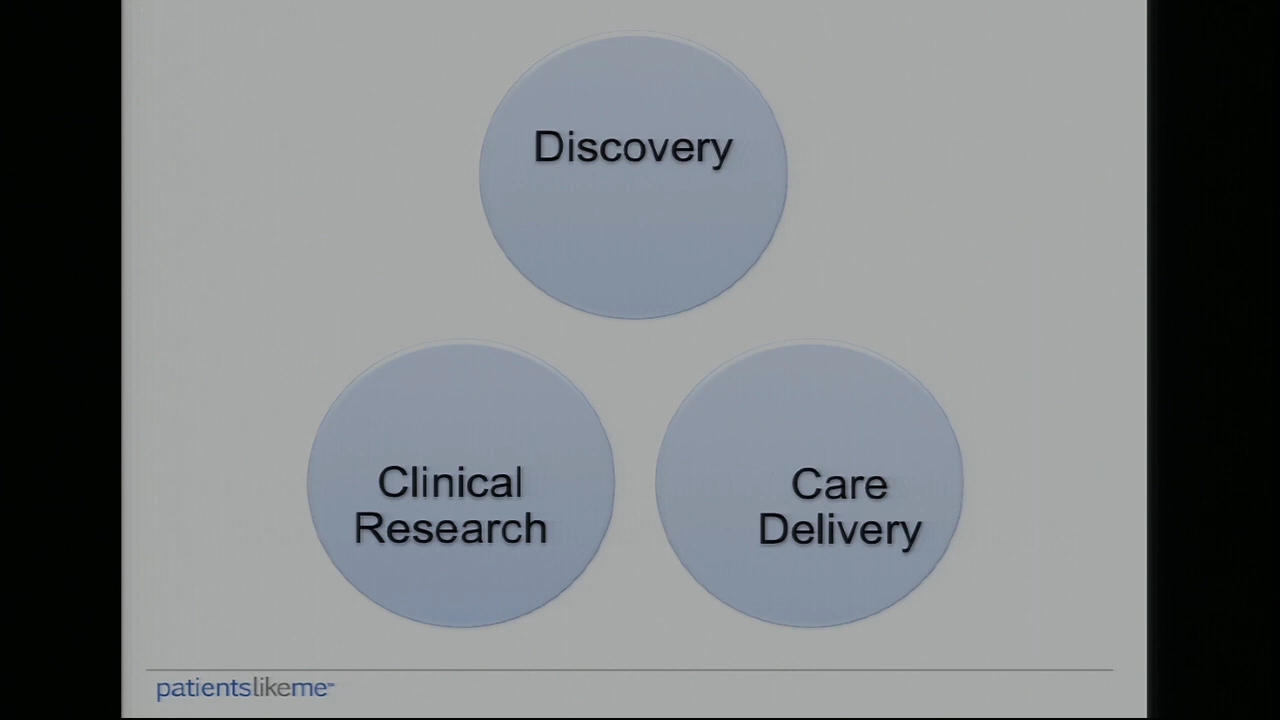 Discovery
Clinical
Research
Care
Delivery
patientslikeme™